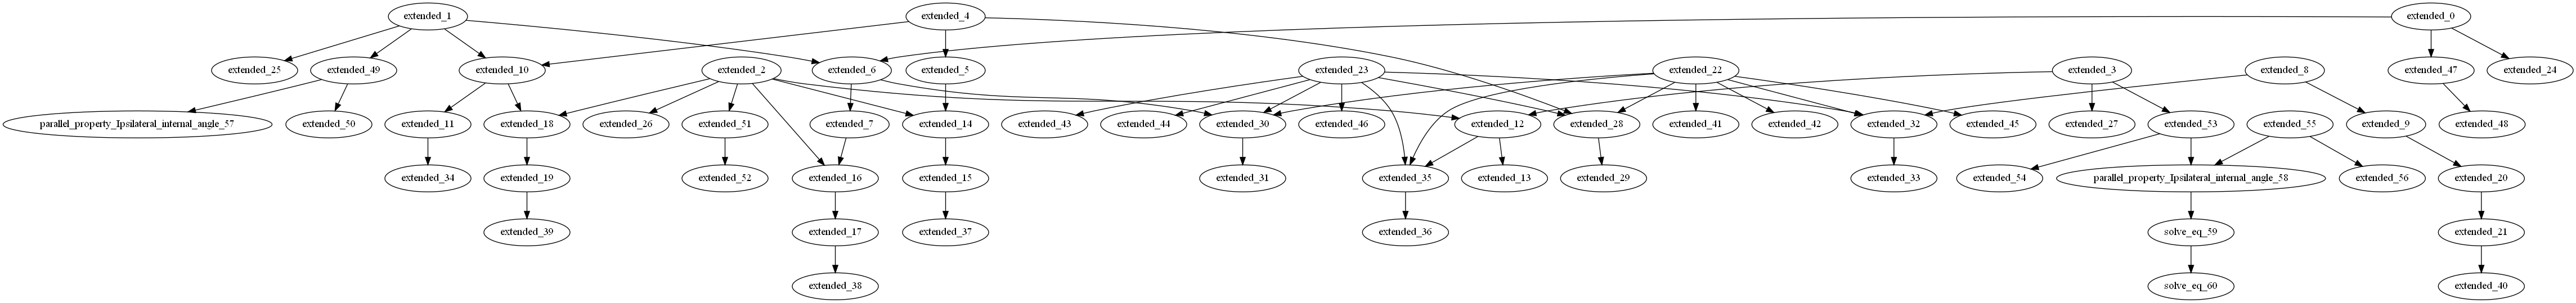 extended_1
extended_4
extended_0
extended_25
extended_49
extended_10
extended_2
extended_6
extended_5
extended_23
extended_22
extended_3
extended_8
extended_47
extended_24
parallel_property_Ipsilateral_internal_angle_57
extended_50
extended_11
extended_18
extended_26
extended_51
extended_7
extended_14
extended_43
extended_44
extended_30
extended_46
extended_12
extended_28
extended_41
extended_42
extended_32
extended_45
extended_27
extended_53
extended_55
extended_9
extended_48
extended_34
extended_19
extended_52
extended_16
extended_15
extended_31
extended_35
extended_13
extended_29
extended_33
extended_54
parallel_property_Ipsilateral_internal_angle_58
extended_56
extended_20
extended_39
extended_17
extended_37
extended_36
solve_eq_59
extended_21
extended_38
solve_eq_60
extended_40